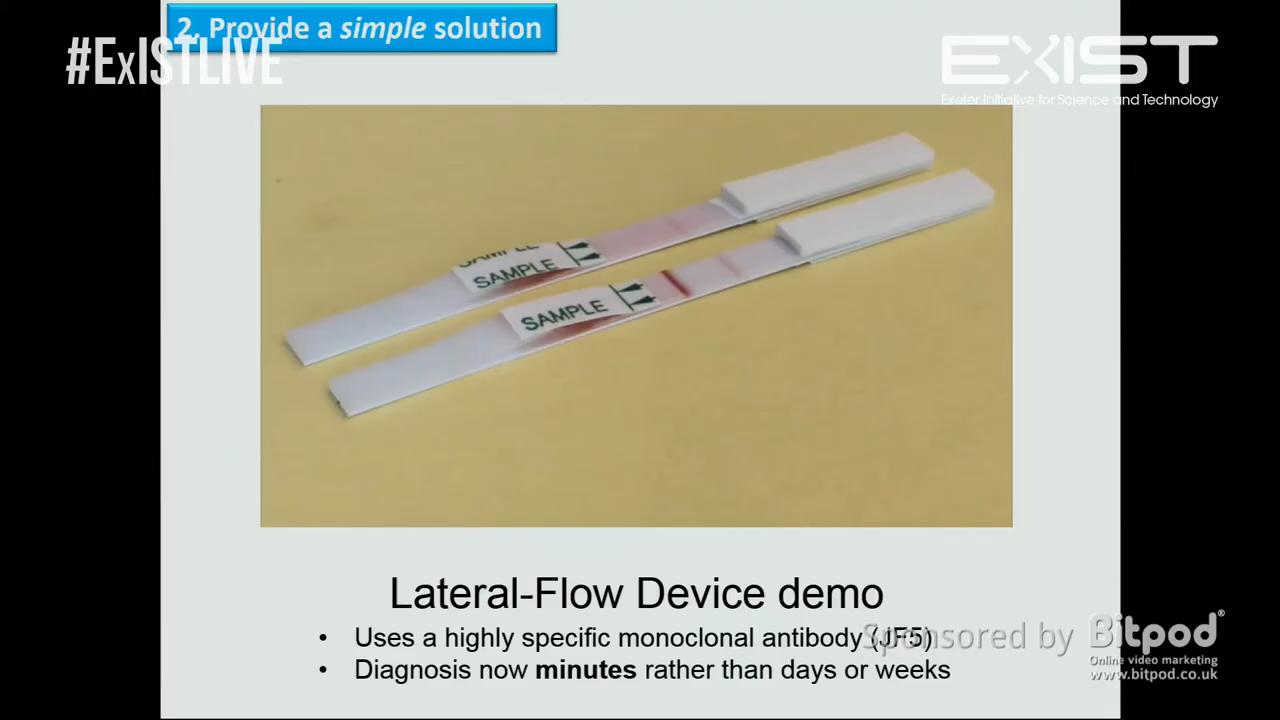 2. Provide a simple solution
#ExISTLIVE
EXIST
Exeter Initiative for Science and Technology
SAMPLE
SAMPLE
SAMPLE
Lateral-Flow Device demo
• Uses a highly specific monoclonal antibody (JF5)
• Diagnosis now minutes rather than days or weeks
Sponsored by Bitpod®
Online video marketing
www.bitpod.co.uk